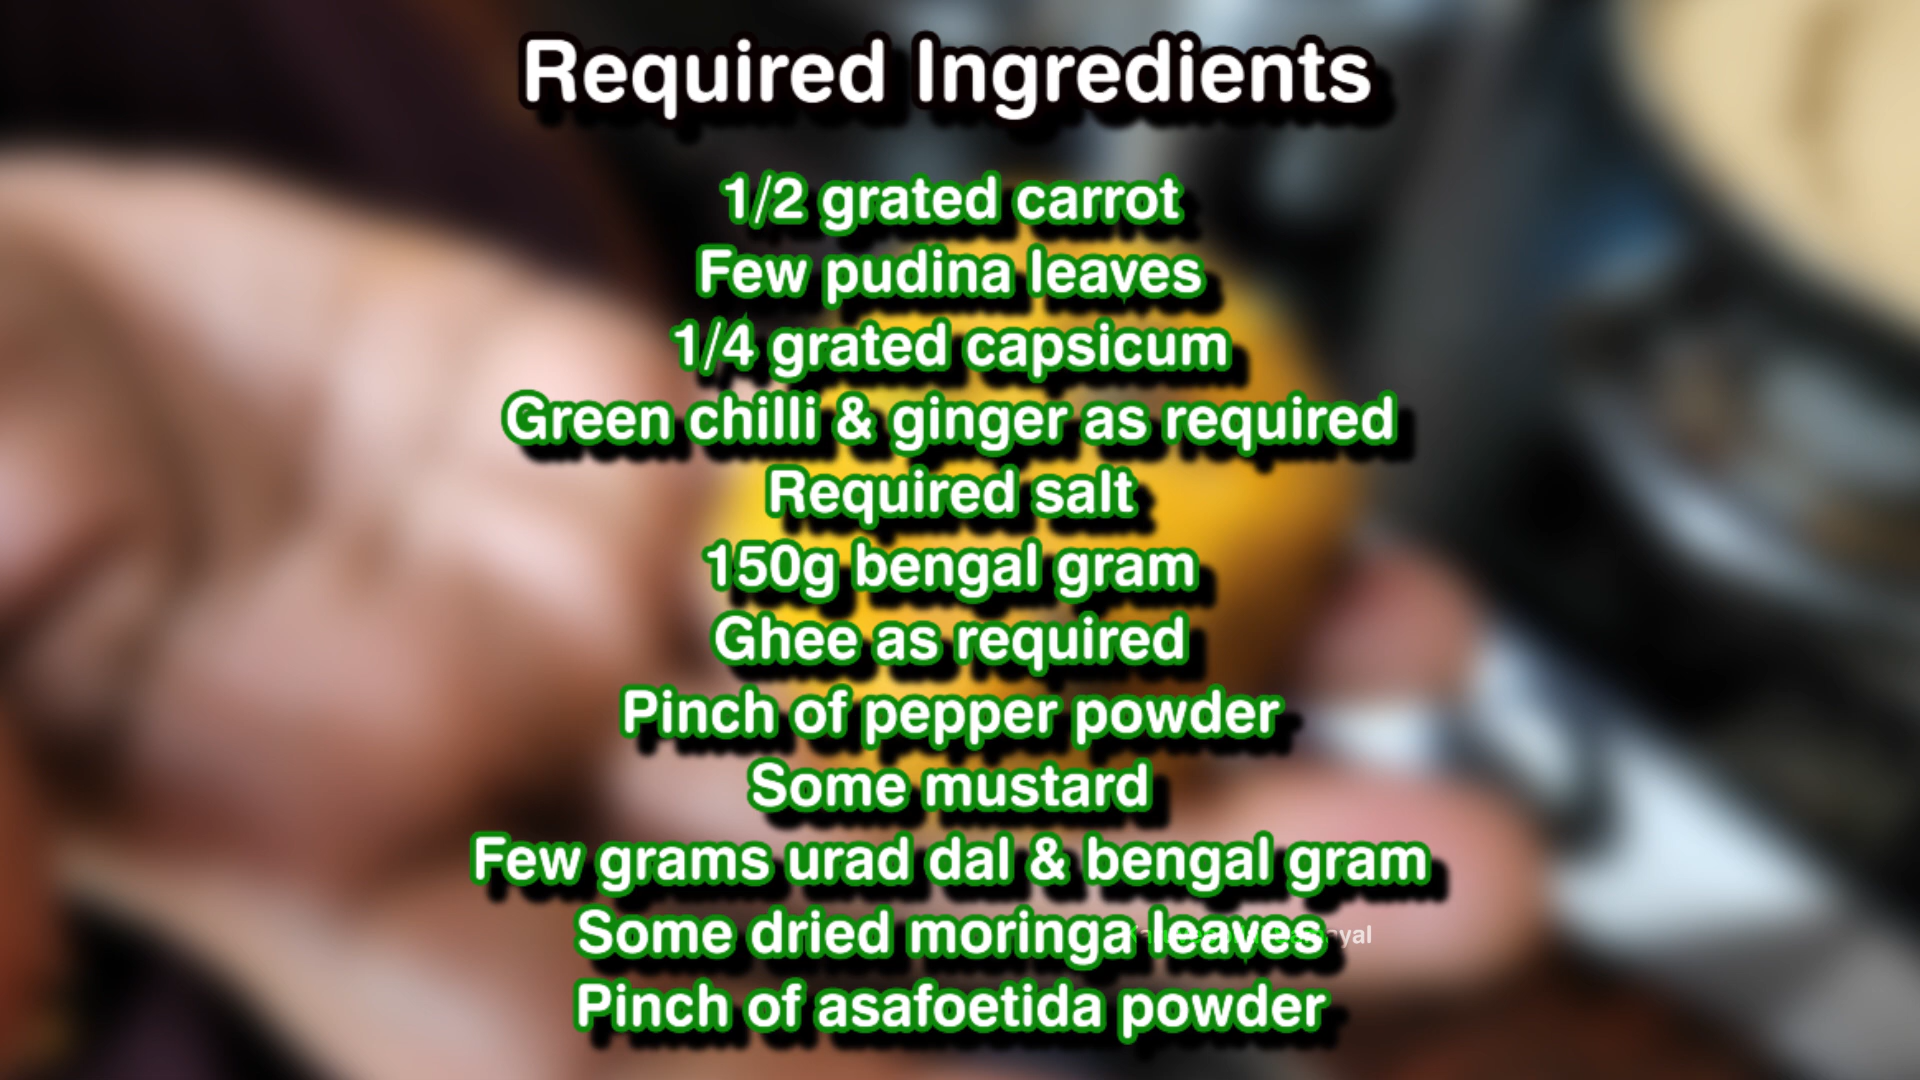 Required Ingredients
1/2 grated carrot
Few pudina leaves
1/4 grated capsicum
Green chilli & ginger as required
Required salt
150g bengal gram
Ghee as required
Pinch of pepper powder
Some mustard
Few grams urad dal & bengal gram
Some dried moringa leaves
Pinch of asafoetida powder